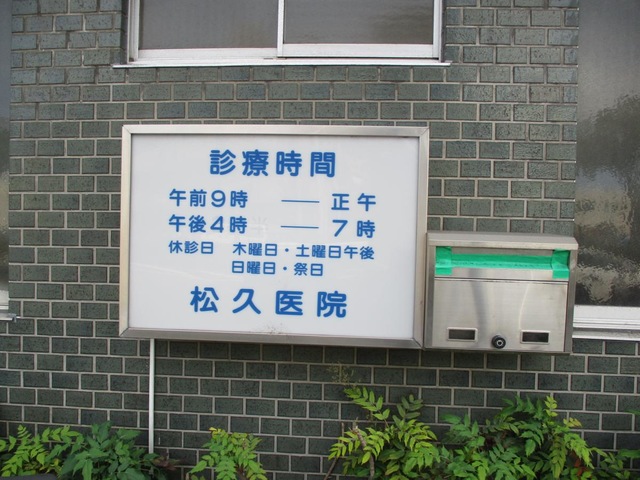 診療時間
午前9時 ── 正午
午後4時 ── 7時
休診日 木曜日・土曜日午後
日曜日・祭日
松久医院